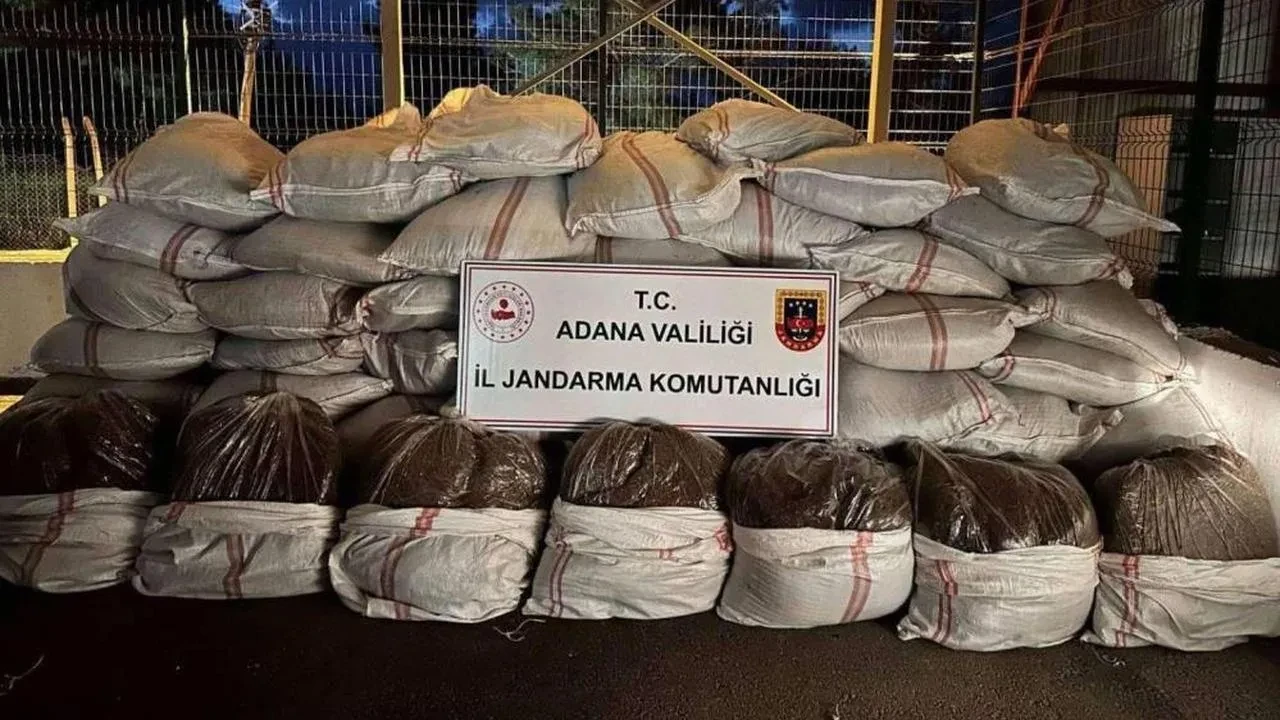 T.C.
ADANA VALİLİĞİ
İL JANDARMA KOMUTANLIĞI